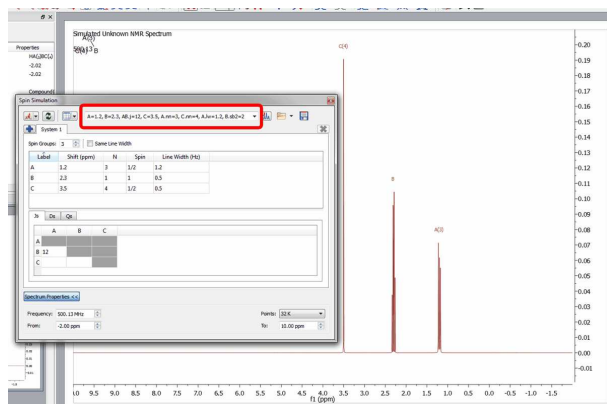 Properties
HA(₃)BC(₄)
-2.02
-2.02
Compound
Simulated Unknown NMR Spectrum
A(3)
500.13
C(4) B
C(4)
B
A(3)
Spin Simulation
A=1.2, B=2.3, AB.j=12, C=3.5, A.nn=3, C.nn=4, A.lw=1.2, B.sb2=2
System 1
Spin Groups: 3 Same Line Width
Label Shift (ppm) N Spin Line Width (Hz)
A 1.2 3 1/2 1.2
B 2.3 1 1 0.5
C 3.5 4 1/2 0.5
Js Ds Qs
A B C
A
B 12
C
Spectrum Properties <<
Frequency: 500.13 MHz Points: 32 K
From: -2.00 ppm To: 10.00 ppm
0.20
0.19
0.18
0.17
0.16
0.15
0.14
0.13
0.12
0.11
0.10
0.09
0.08
0.07
0.06
0.05
0.04
0.03
0.02
0.01
0.00
-0.01
.0 9.5 9.0 8.5 8.0 7.5 7.0 6.5 6.0 5.5 5.0 4.5 4.0 3.5 3.0 2.5 2.0 1.5 1.0 0.5 0.0 -0.5 -1.0 -1.5
f1 (ppm)